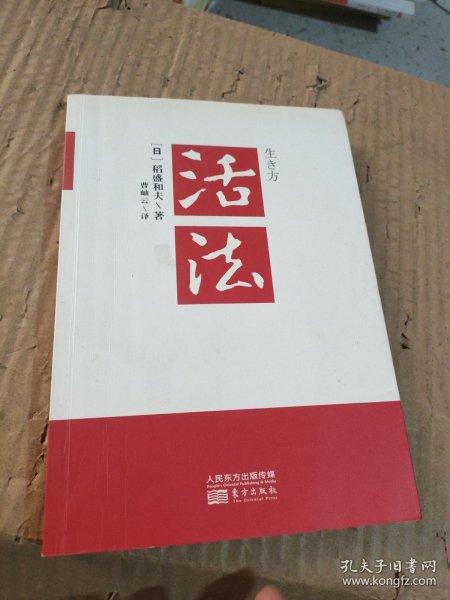 生き方
活法
[日]稻盛和夫\著
曹岫云\译
人民东方出版传媒
People's Oriental Publishing & Media
東方出版社
The Oriental Press
孔夫子旧书网
www.kongfz.com